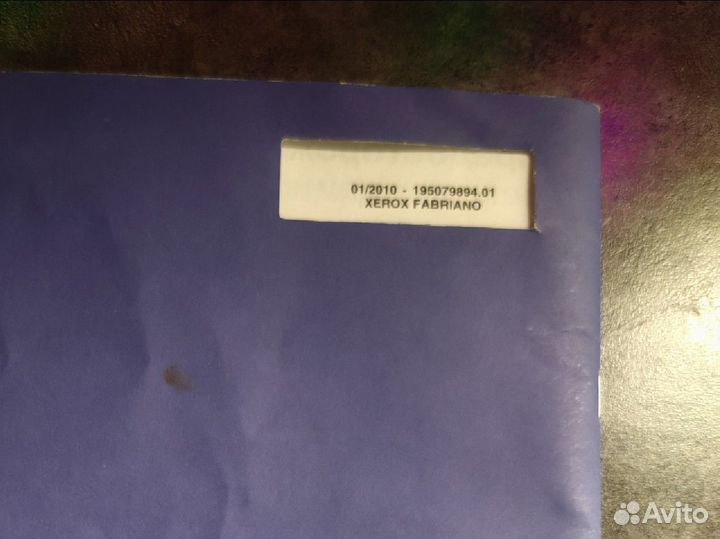 01/2010 - 195079894.01
XEROX FABRIANO
Avito